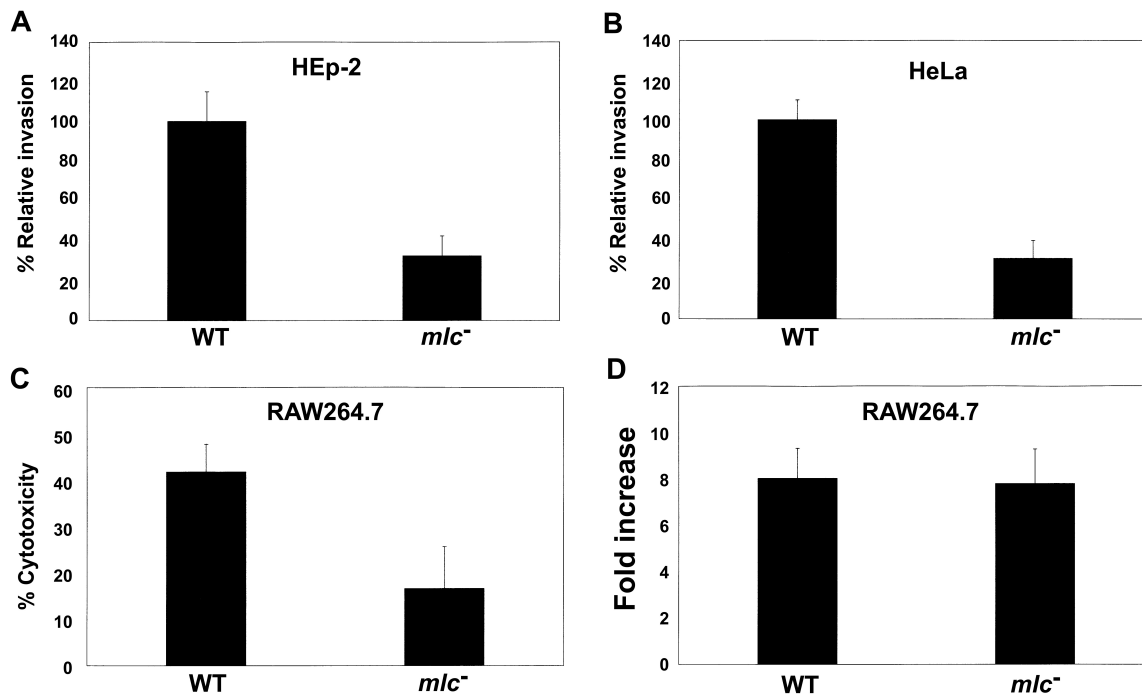 A
HEp-2
% Relative invasion
140
120
100
80
60
40
20
0
WT
mlc-
B
HeLa
% Relative invasion
140
120
100
80
60
40
20
0
WT
mlc-
C
RAW264.7
% Cytotoxicity
60
50
40
30
20
10
0
WT
mlc-
D
RAW264.7
Fold increase
12
10
8
6
4
2
0
WT
mlc-